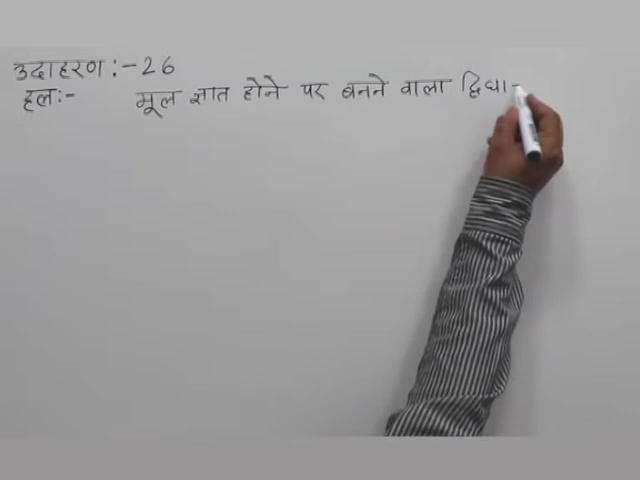 उदाहरण:-26
हल:- मूल ज्ञात होने पर बनने वाला द्विघा-